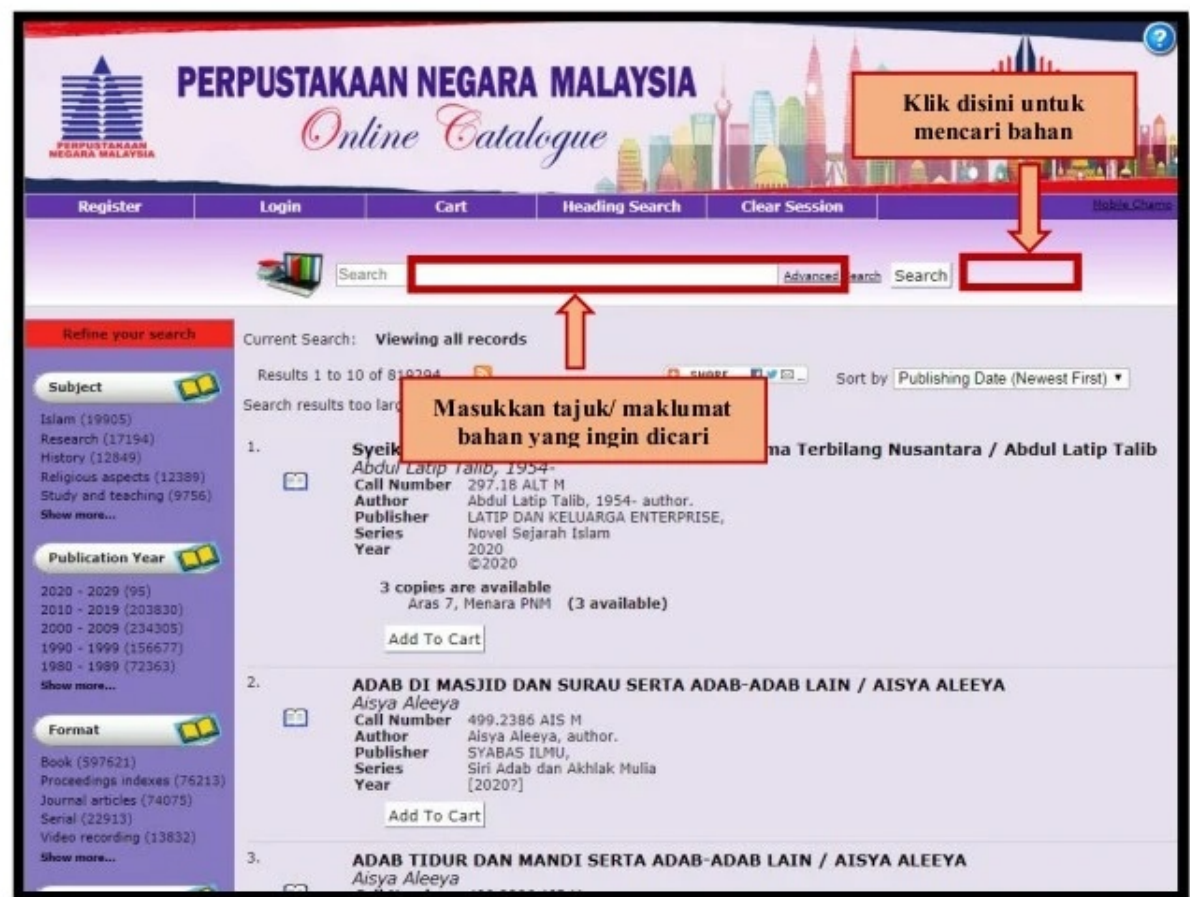 ?
PERPUSTAKAAN NEGARA MALAYSIA
Online Catalogue
PERPUSTAKAAN
NEGARA MALAYSIA
Klik disini untuk
mencari bahan
Register Login Cart Heading Search Clear Session
Search Advanced Search Search
Refine your search
Current Search: Viewing all records
Results 1 to 10 of 819294
SHARE
Sort by Publishing Date (Newest First)
Search results too larg
Masukkan tajuk/ maklumat
bahan yang ingin dicari
Subject
Islam (19905)
Research (17194)
History (12849)
Religious aspects (12389)
Study and teaching (9756)
Show more...
Publication Year
2020 - 2029 (95)
2010 - 2019 (203830)
2000 - 2009 (234305)
1990 - 1999 (156677)
1980 - 1989 (72363)
Show more...
Format
Book (597621)
Proceedings indexes (76213)
Journal articles (74075)
Serial (22913)
Video recording (13832)
Show more...
1. Syeik ma Terbilang Nusantara / Abdul Latip Talib
Abdul Latip Talib, 1954-
Call Number 297.18 ALT M
Author Abdul Latip Talib, 1954- author.
Publisher LATIP DAN KELUARGA ENTERPRISE,
Series Novel Sejarah Islam
Year 2020
©2020
3 copies are available
Aras 7, Menara PNM (3 available)
Add To Cart
2. ADAB DI MASJID DAN SURAU SERTA ADAB-ADAB LAIN / AISYA ALEEYA
Aisya Aleeya
Call Number 499.2386 AIS M
Author Aisya Aleeya, author.
Publisher SYABAS ILMU,
Series Siri Adab dan Akhlak Mulia
Year [2020?]
Add To Cart
3. ADAB TIDUR DAN MANDI SERTA ADAB-ADAB LAIN / AISYA ALEEYA
Aisya Aleeya